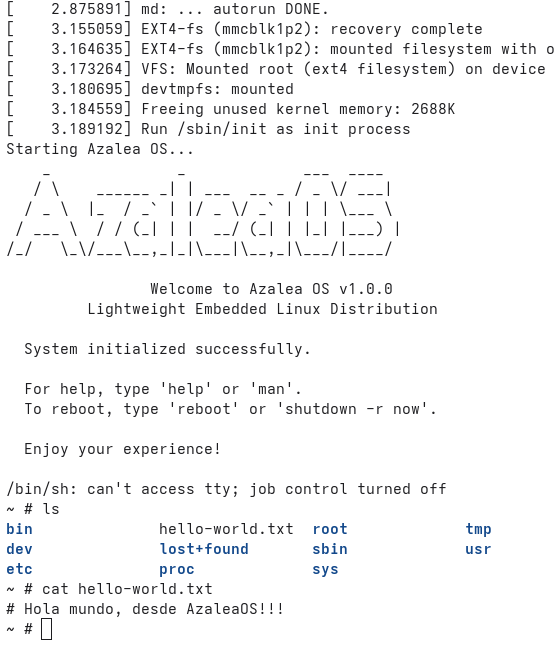 [    2.875891] md: ... autorun DONE.
[    3.155059] EXT4-fs (mmcblk1p2): recovery complete
[    3.164635] EXT4-fs (mmcblk1p2): mounted filesystem with o
[    3.173264] VFS: Mounted root (ext4 filesystem) on device
[    3.180695] devtmpfs: mounted
[    3.184559] Freeing unused kernel memory: 2688K
[    3.189192] Run /sbin/init as init process
Starting Azalea OS...
AzaleaOS
Welcome to Azalea OS v1.0.0
Lightweight Embedded Linux Distribution
System initialized successfully.
For help, type 'help' or 'man'.
To reboot, type 'reboot' or 'shutdown -r now'.
Enjoy your experience!
/bin/sh: can't access tty; job control turned off
~ # ls
bin              hello-world.txt  root             tmp
dev              lost+found       sbin             usr
etc              proc             sys
~ # cat hello-world.txt
# Hola mundo, desde AzaleaOS!!!
~ #